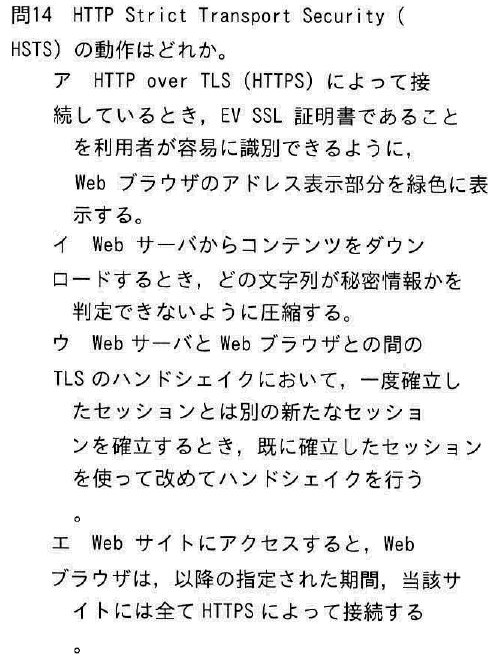 問14 HTTP Strict Transport Security (
HSTS) の動作はどれか。
ア HTTP over TLS (HTTPS) によって接
続しているとき，EV SSL 証明書であること
を利用者が容易に識別できるように，
Web ブラウザのアドレス表示部分を緑色に表
示する。
イ Web サーバからコンテンツをダウン
ロードするとき，どの文字列が秘密情報かを
判定できないように圧縮する。
ウ Web サーバと Web ブラウザとの間の
TLS のハンドシェイクにおいて，一度確立し
たセッションとは別の新たなセッショ
ンを確立するとき，既に確立したセッション
を使って改めてハンドシェイクを行う
。
エ Web サイトにアクセスすると，Web
ブラウザは，以降の指定された期間，当該サ
イトには全て HTTPS によって接続する
。